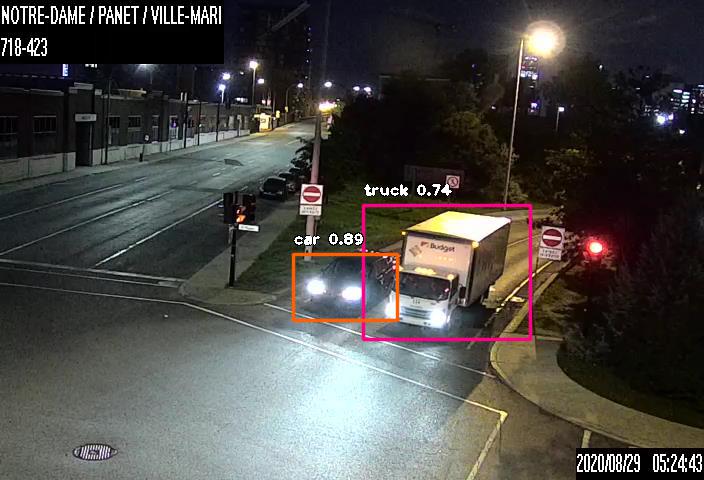 NOTRE-DAME / PANET / VILLE-MARI
718-423
truck 0.74
car 0.89
Budget
2020/08/29 05:24:43